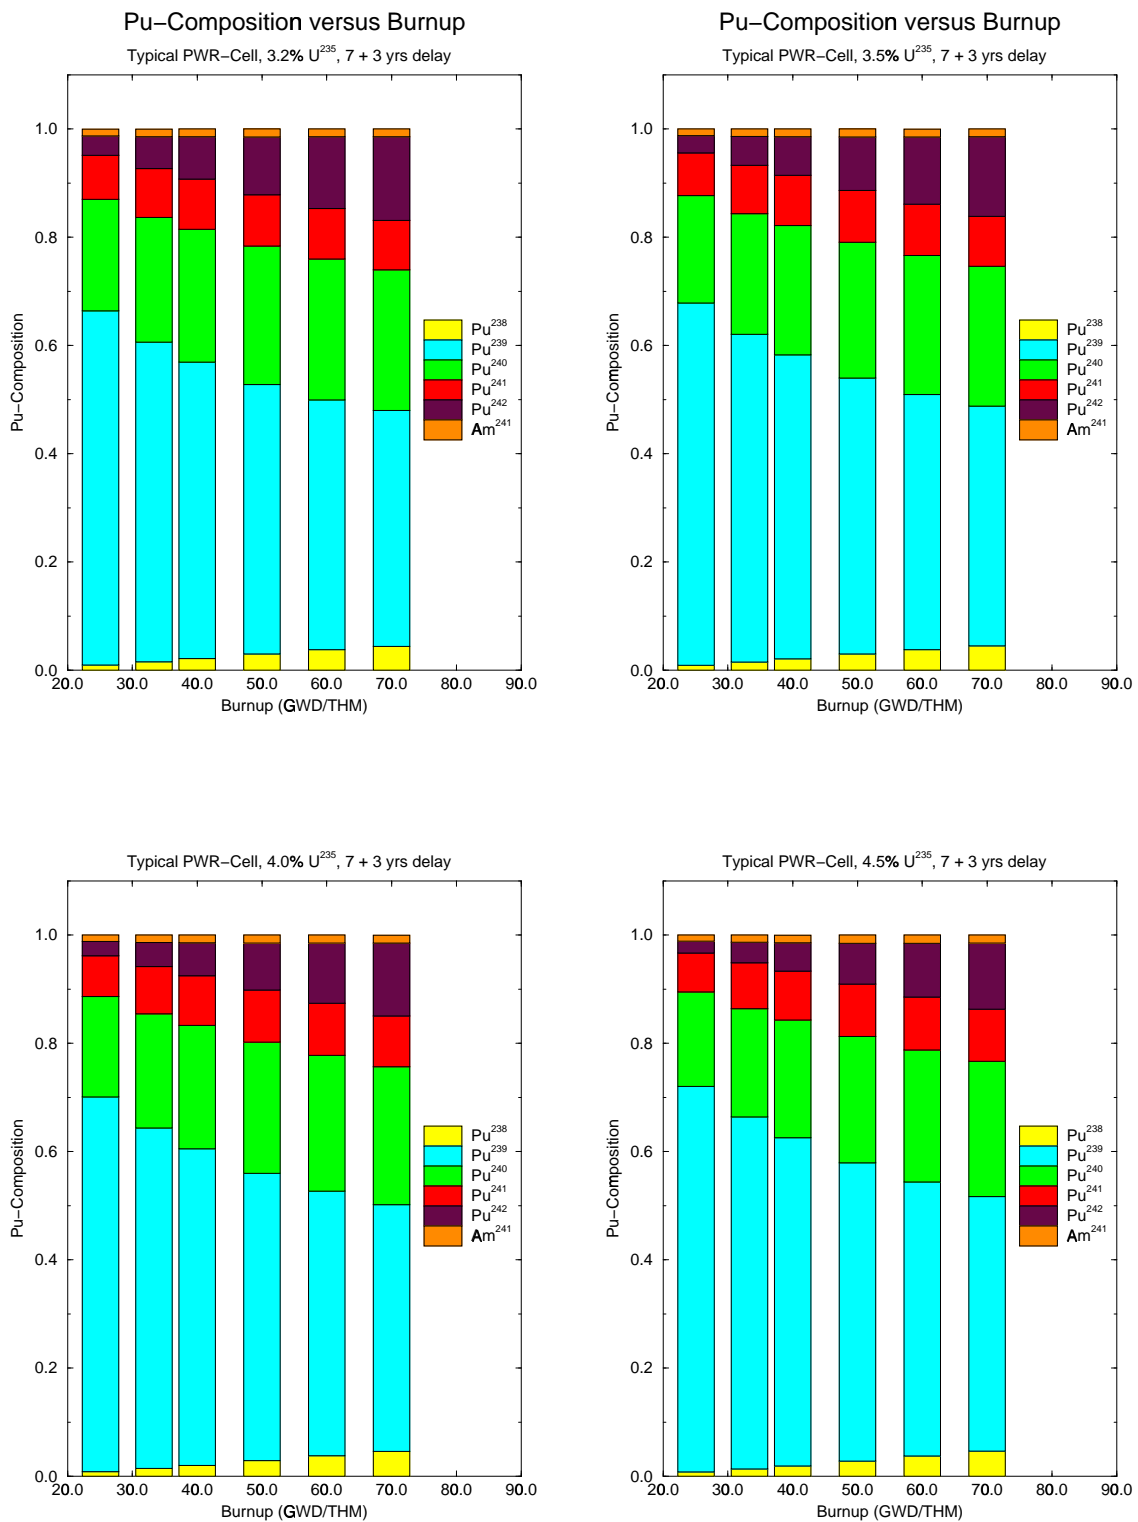 Pu−Composition versus Burnup
Typical PWR−Cell, 3.2% U235, 7 + 3 yrs delay
1.0
0.8
0.6
0.4
0.2
0.0
Pu−Composition
20.0 30.0 40.0 50.0 60.0 70.0 80.0 90.0
Burnup (GWD/THM)
Pu238
Pu239
Pu240
Pu241
Pu242
Am241
Pu−Composition versus Burnup
Typical PWR−Cell, 3.5% U235, 7 + 3 yrs delay
1.0
0.8
0.6
0.4
0.2
0.0
Pu−Composition
20.0 30.0 40.0 50.0 60.0 70.0 80.0 90.0
Burnup (GWD/THM)
Pu238
Pu239
Pu240
Pu241
Pu242
Am241
Typical PWR−Cell, 4.0% U235, 7 + 3 yrs delay
1.0
0.8
0.6
0.4
0.2
0.0
Pu−Composition
20.0 30.0 40.0 50.0 60.0 70.0 80.0 90.0
Burnup (GWD/THM)
Pu238
Pu239
Pu240
Pu241
Pu242
Am241
Typical PWR−Cell, 4.5% U235, 7 + 3 yrs delay
1.0
0.8
0.6
0.4
0.2
0.0
Pu−Composition
20.0 30.0 40.0 50.0 60.0 70.0 80.0 90.0
Burnup (GWD/THM)
Pu238
Pu239
Pu240
Pu241
Pu242
Am241